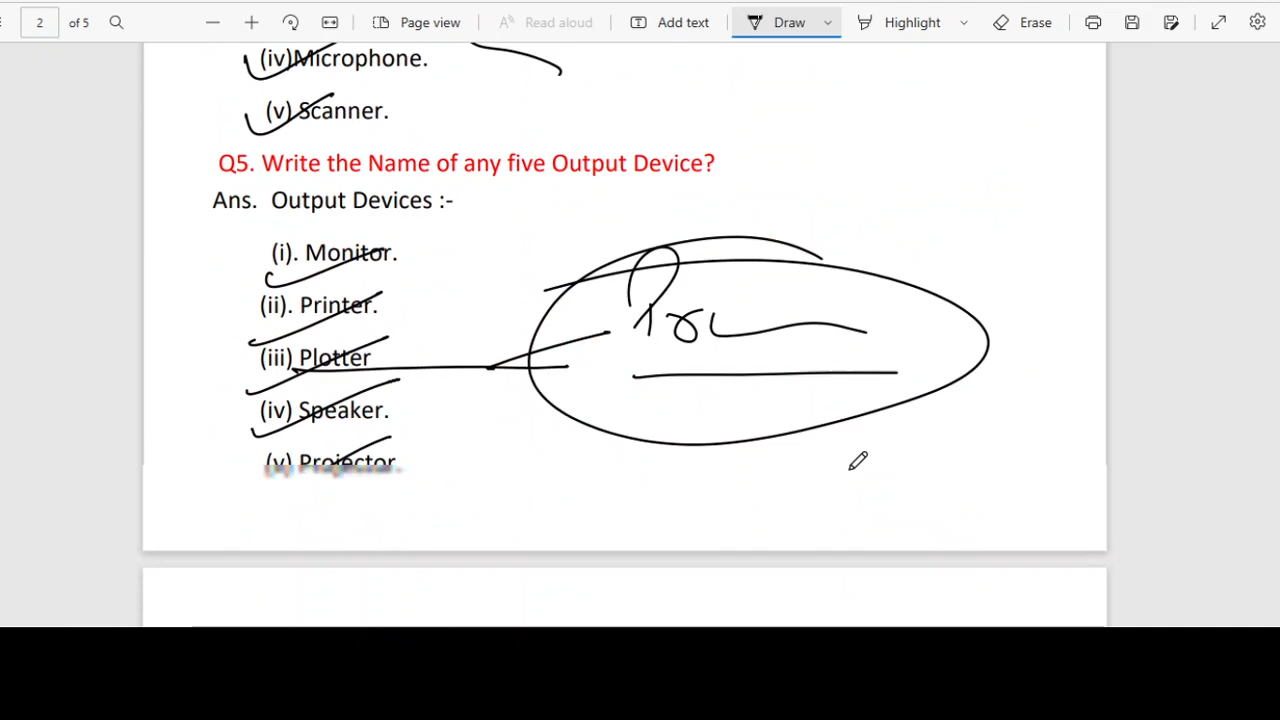 2 of 5 Page view Read aloud Add text Draw Highlight Erase
(iv)Microphone.
(v) Scanner.
Q5. Write the Name of any five Output Device?
Ans. Output Devices :-
(i). Monitor.
(ii). Printer.
(iii) Plotter
(iv) Speaker.
(v) Projector.